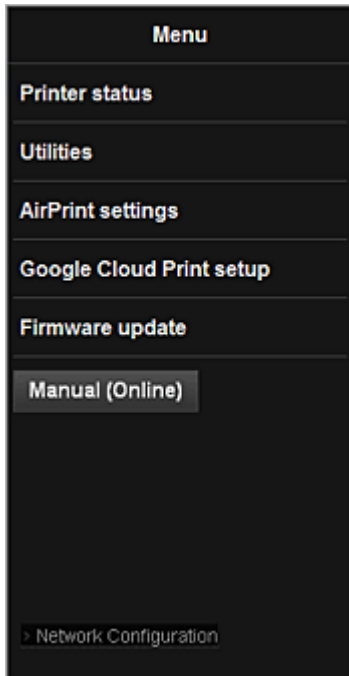 Menu
Printer status
Utilities
AirPrint settings
Google Cloud Print setup
Firmware update
Manual (Online)
> Network Configuration